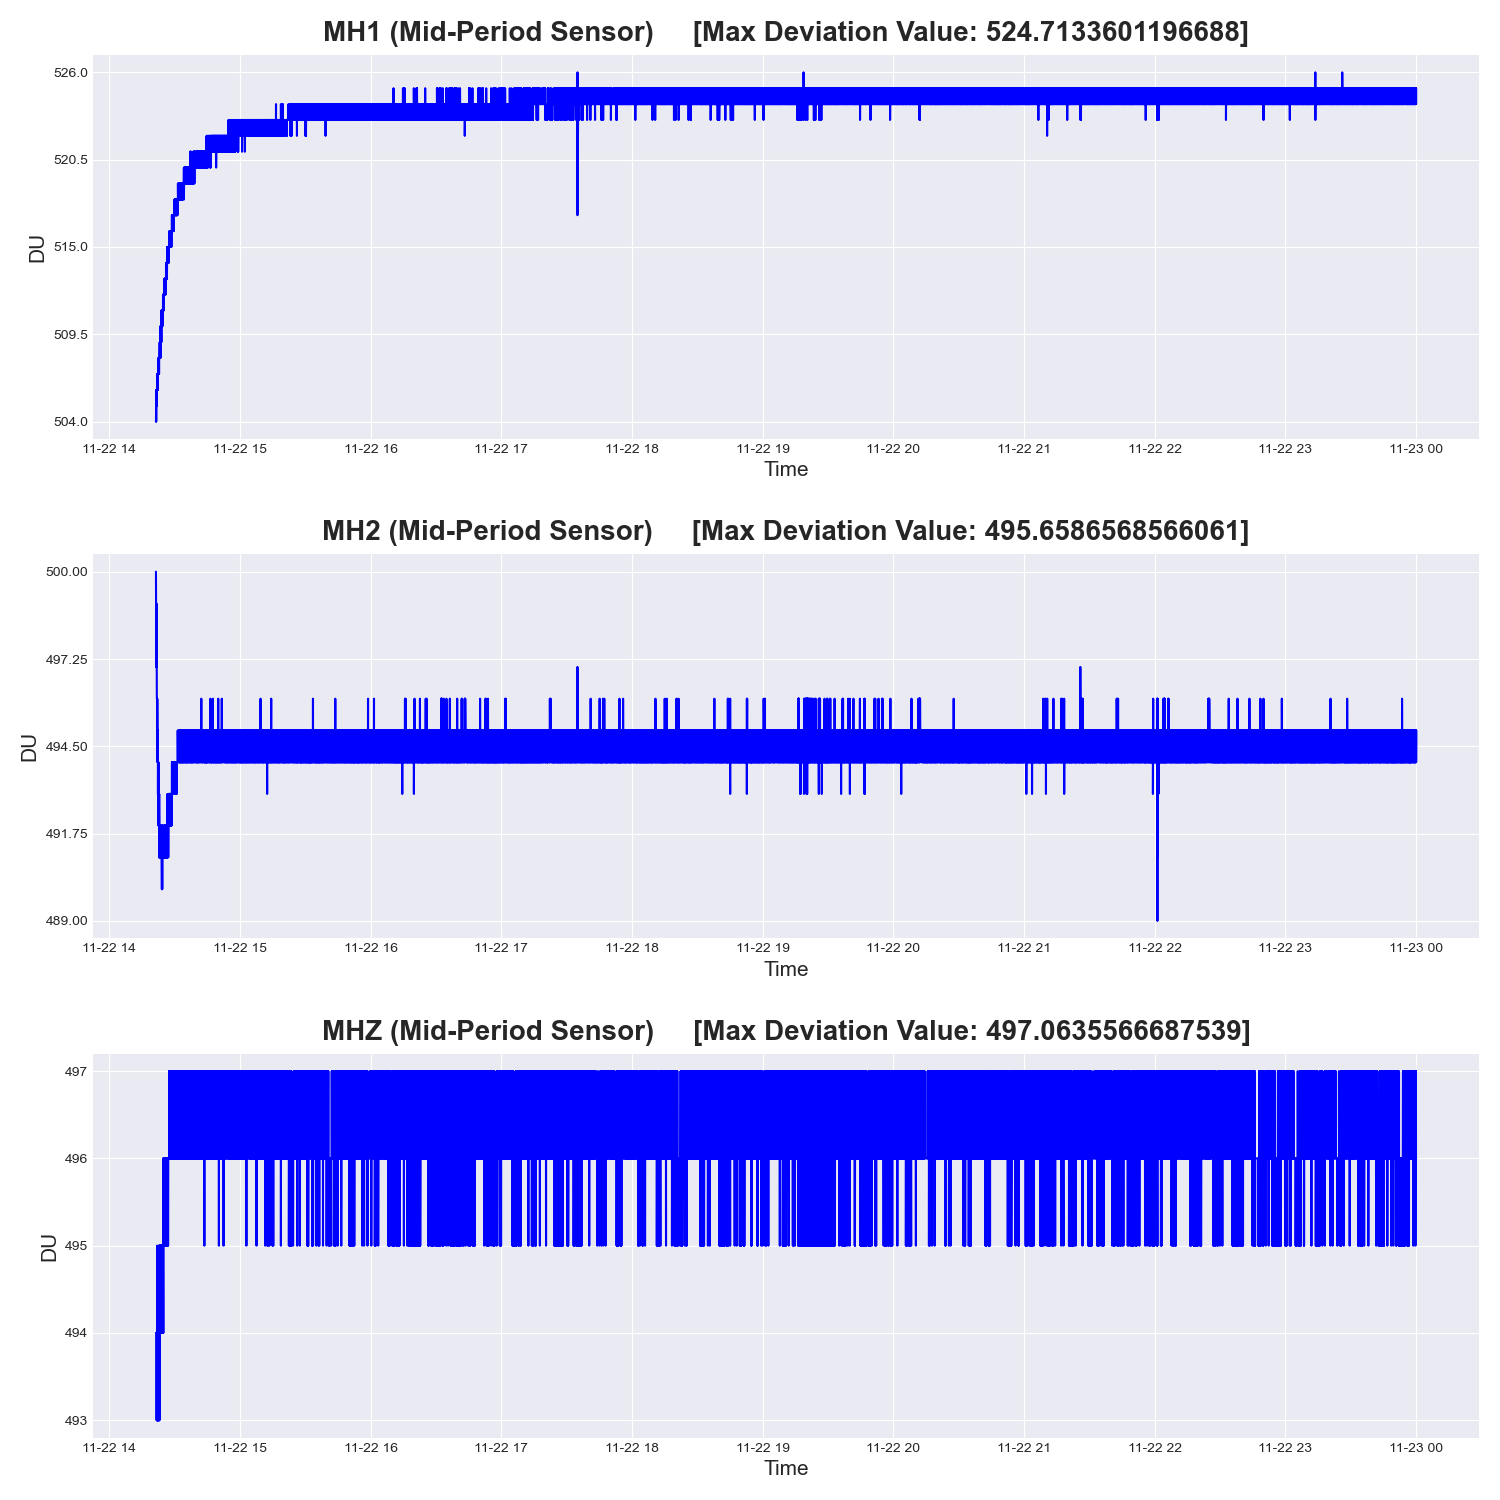 MH1 (Mid-Period Sensor) [Max Deviation Value: 524.7133601196688]
526.0
520.5
515.0
509.5
504.0
DU
11-22 14 11-22 15 11-22 16 11-22 17 11-22 18 11-22 19 11-22 20 11-22 21 11-22 22 11-22 23 11-23 00
Time
MH2 (Mid-Period Sensor) [Max Deviation Value: 495.6586568566061]
500.00
497.25
494.50
491.75
489.00
DU
11-22 14 11-22 15 11-22 16 11-22 17 11-22 18 11-22 19 11-22 20 11-22 21 11-22 22 11-22 23 11-23 00
Time
MHZ (Mid-Period Sensor) [Max Deviation Value: 497.0635566687539]
497
496
495
494
493
DU
11-22 14 11-22 15 11-22 16 11-22 17 11-22 18 11-22 19 11-22 20 11-22 21 11-22 22 11-22 23 11-23 00
Time